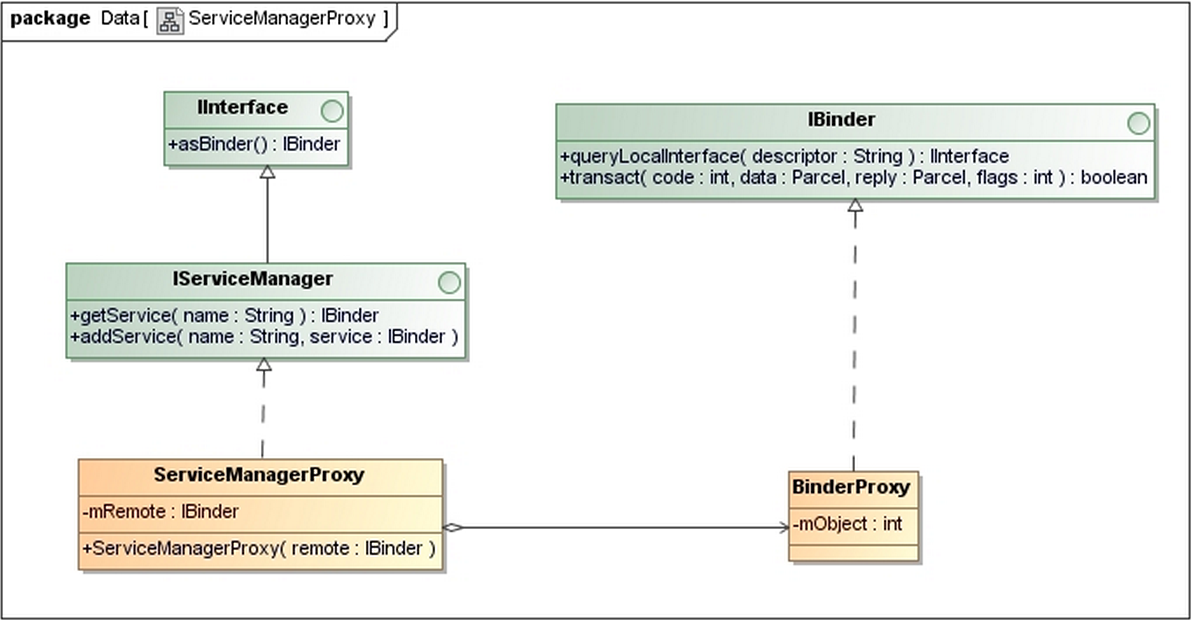 package Data[ ServiceManagerProxy ]
IInterface
+asBinder() : IBinder
IBinder
+queryLocalInterface( descriptor : String ) : IInterface
+transact( code : int, data : Parcel, reply : Parcel, flags : int ) : boolean
IServiceManager
+getService( name : String ) : IBinder
+addService( name : String, service : IBinder )
ServiceManagerProxy
-mRemote : IBinder
+ServiceManagerProxy( remote : IBinder )
BinderProxy
-mObject : int